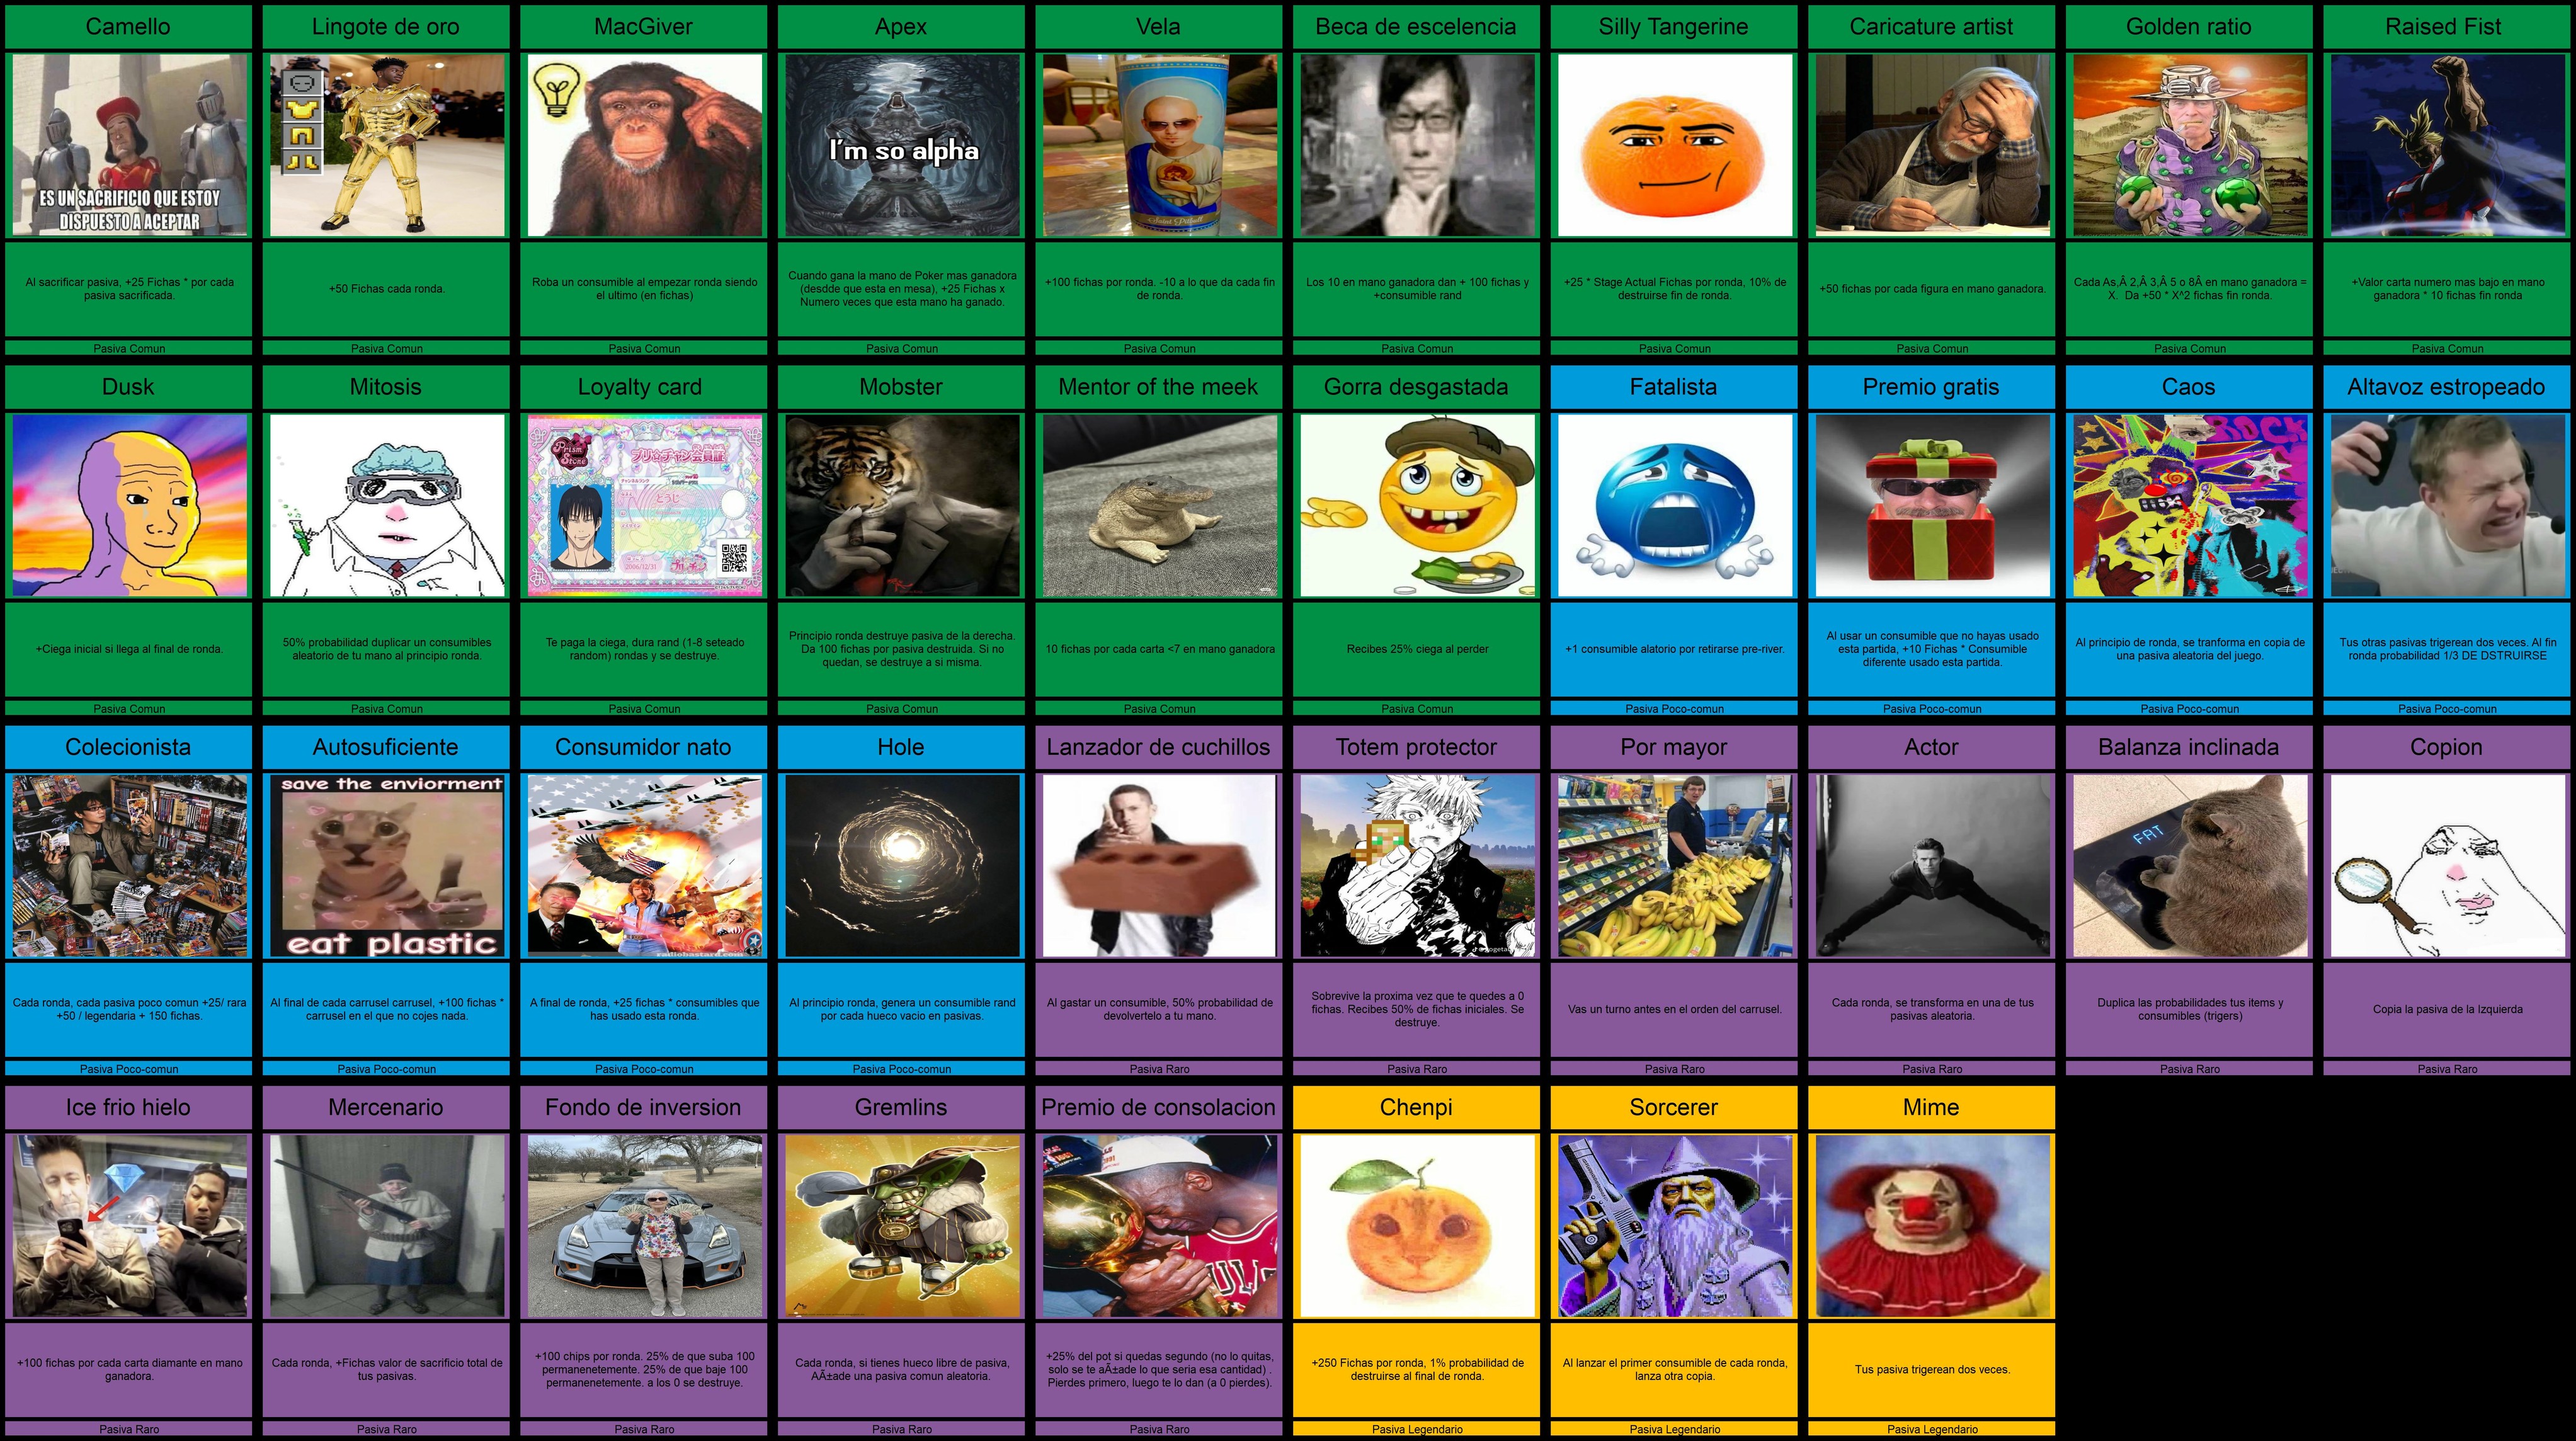 Camello
Lingote de oro
MacGiver
Apex
Vela
Beca de escelencia
Silly Tangerine
Caricature artist
Golden ratio
Raised Fist
ES UN SACRIFICIO QUE ESTOY
DISPUESTO A ACEPTAR
I'm so alpha
Saint Pitbull
Al sacrificar pasiva, +25 Fichas * por cada
pasiva sacrificada.
+50 Fichas cada ronda.
Roba un consumible al empezar ronda siendo
el ultimo (en fichas)
Cuando gana la mano de Poker mas ganadora
(desdde que esta en mesa), +25 Fichas x
Numero veces que esta mano ha ganado.
+100 fichas por ronda. -10 a lo que da cada fin
de ronda.
Los 10 en mano ganadora dan + 100 fichas y
+consumible rand
+25 * Stage Actual Fichas por ronda, 10% de
destruirse fin de ronda.
+50 fichas por cada figura en mano ganadora.
Cada As,Â 2,Â 3,Â 5 o 8Â en mano ganadora =
X.  Da +50 * X^2 fichas fin ronda.
+Valor carta numero mas bajo en mano
ganadora * 10 fichas fin ronda
Pasiva Comun
Pasiva Comun
Pasiva Comun
Pasiva Comun
Pasiva Comun
Pasiva Comun
Pasiva Comun
Pasiva Comun
Pasiva Comun
Pasiva Comun
Dusk
Mitosis
Loyalty card
Mobster
Mentor of the meek
Gorra desgastada
Fatalista
Premio gratis
Caos
Altavoz estropeado
Prism
Stone
プリ☆チャン会員証
とうじ
2006/12/31
ROCK
+Ciega inicial si llega al final de ronda.
50% probabilidad duplicar un consumibles
aleatorio de tu mano al principio ronda.
Te paga la ciega, dura rand (1-8 seteado
random) rondas y se destruye.
Principio ronda destruye pasiva de la derecha.
Da 100 fichas por pasiva destruida. Si no
quedan, se destruye a si misma.
10 fichas por cada carta <7 en mano ganadora
Recibes 25% ciega al perder
+1 consumible alatorio por retirarse pre-river.
Al usar un consumible que no hayas usado
esta partida, +10 Fichas * Consumible
diferente usado esta partida.
Al principio de ronda, se tranforma en copia de
una pasiva aleatoria del juego.
Tus otras pasivas trigerean dos veces. Al fin
ronda probabilidad 1/3 DE DSTRUIRSE
Pasiva Comun
Pasiva Comun
Pasiva Comun
Pasiva Comun
Pasiva Comun
Pasiva Comun
Pasiva Poco-comun
Pasiva Poco-comun
Pasiva Poco-comun
Pasiva Poco-comun
Colecionista
Autosuficiente
Consumidor nato
Hole
Lanzador de cuchillos
Totem protector
Por mayor
Actor
Balanza inclinada
Copion
save the enviorment
eat plastic
radiobastard.com
FAT
Cada ronda, cada pasiva poco comun +25/ rara
+50 / legendaria + 150 fichas.
Al final de cada carrusel carrusel, +100 fichas *
carrusel en el que no cojes nada.
A final de ronda, +25 fichas * consumibles que
has usado esta ronda.
Al principio ronda, genera un consumible rand
por cada hueco vacio en pasivas.
Al gastar un consumible, 50% probabilidad de
devolvertelo a tu mano.
Sobrevive la proxima vez que te quedes a 0
fichas. Recibes 50% de fichas iniciales. Se
destruye.
Vas un turno antes en el orden del carrusel.
Cada ronda, se transforma en una de tus
pasivas aleatoria.
Duplica las probabilidades tus items y
consumibles (trigers)
Copia la pasiva de la Izquierda
Pasiva Poco-comun
Pasiva Poco-comun
Pasiva Poco-comun
Pasiva Poco-comun
Pasiva Raro
Pasiva Raro
Pasiva Raro
Pasiva Raro
Pasiva Raro
Pasiva Raro
Ice frio hielo
Mercenario
Fondo de inversion
Gremlins
Premio de consolacion
Chenpi
Sorcerer
Mime
+100 fichas por cada carta diamante en mano
ganadora.
Cada ronda, +Fichas valor de sacrificio total de
tus pasivas.
+100 chips por ronda. 25% de que suba 100
permanenetemente. 25% de que baje 100
permanenetemente. a los 0 se destruye.
Cada ronda, si tienes hueco libre de pasiva,
AÃ±ade una pasiva comun aleatoria.
+25% del pot si quedas segundo (no lo quitas,
solo se te aÃ±ade lo que seria esa cantidad) .
Pierdes primero, luego te lo dan (a 0 pierdes).
+250 Fichas por ronda, 1% probabilidad de
destruirse al final de ronda.
Al lanzar el primer consumible de cada ronda,
lanza otra copia.
Tus pasiva trigerean dos veces.
Pasiva Raro
Pasiva Raro
Pasiva Raro
Pasiva Raro
Pasiva Raro
Pasiva Legendario
Pasiva Legendario
Pasiva Legendario